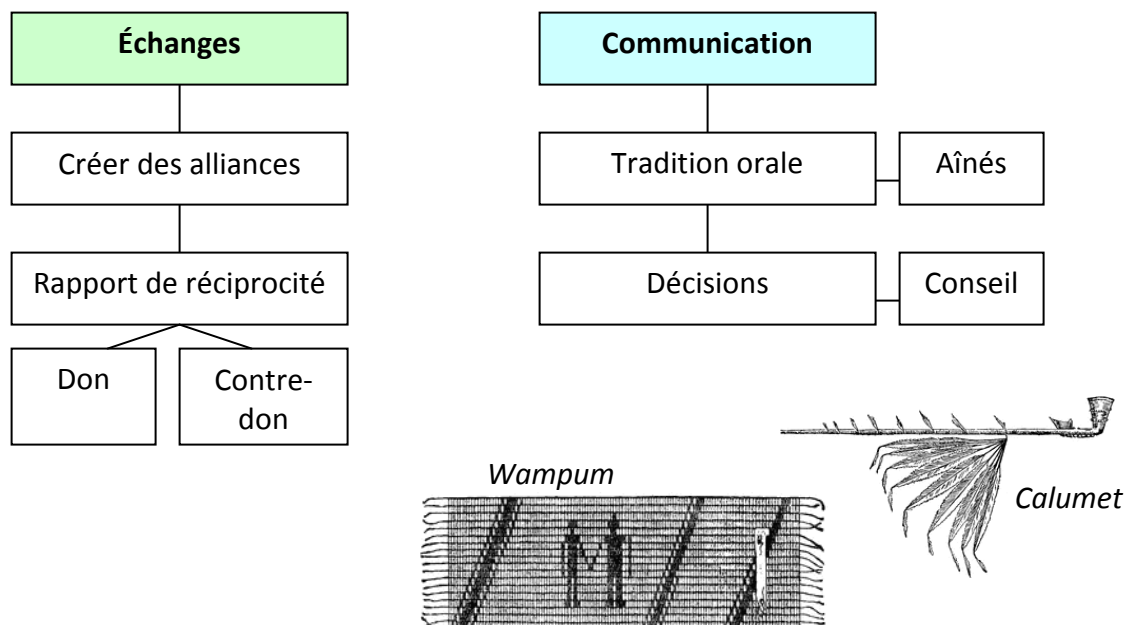 Échanges
Créer des alliances
Rapport de réciprocité
Don
Contre-
don
Communication
Tradition orale
Aînés
Décisions
Conseil
Wampum
Calumet